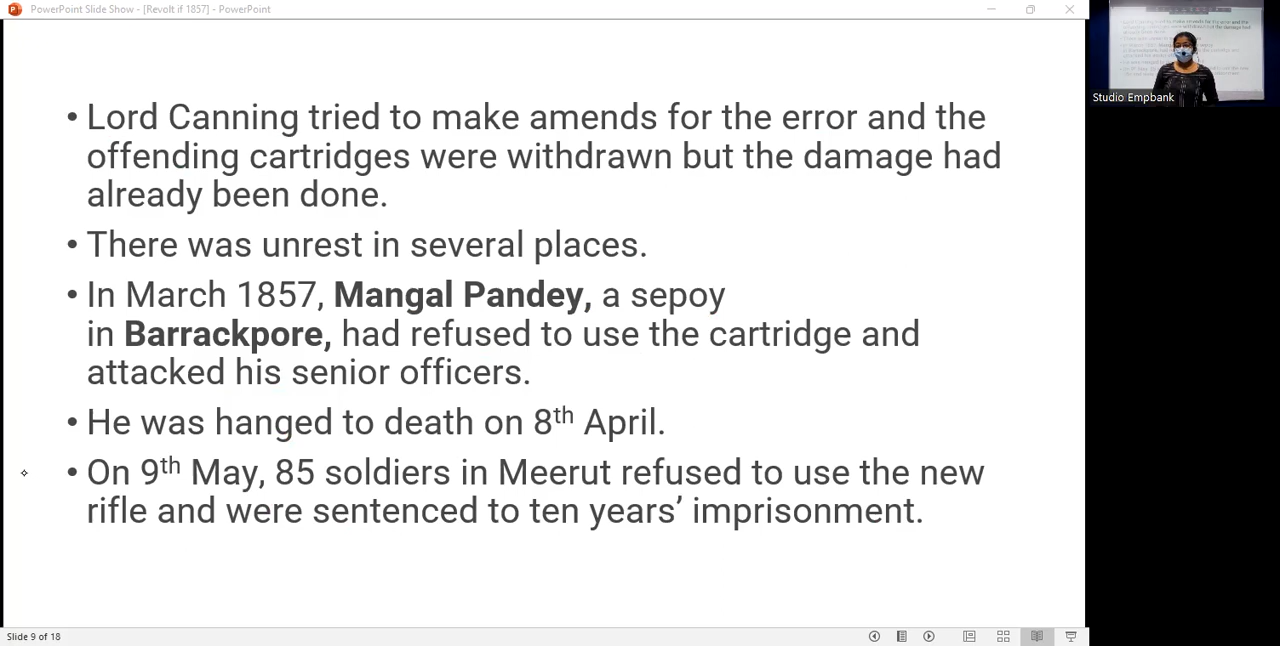 PowerPoint Slide Show - [Revolt if 1857] - PowerPoint
• Lord Canning tried to make amends for the error and the
offending cartridges were withdrawn but the damage had
already been done.
• There was unrest in several places.
• In March 1857, Mangal Pandey, a sepoy
in Barrackpore, had refused to use the cartridge and
attacked his senior officers.
• He was hanged to death on 8th April.
• On 9th May, 85 soldiers in Meerut refused to use the new
rifle and were sentenced to ten years’ imprisonment.
Slide 9 of 18
Studio Empbank